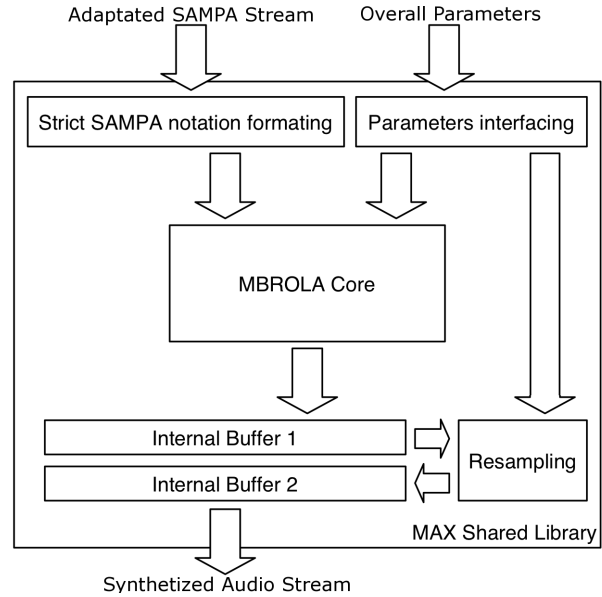 Adaptated SAMPA Stream
Overall Parameters
Strict SAMPA notation formating
Parameters interfacing
MBROLA Core
Internal Buffer 1
Resampling
Internal Buffer 2
MAX Shared Library
Synthetized Audio Stream